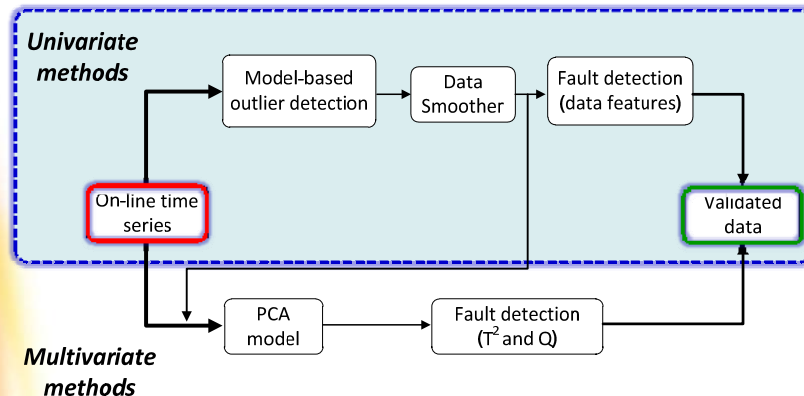 Univariate
methods
Model-based
outlier detection
Data
Smoother
Fault detection
(data features)
On-line time
series
Validated
data
PCA
model
Fault detection
(T² and Q)
Multivariate
methods